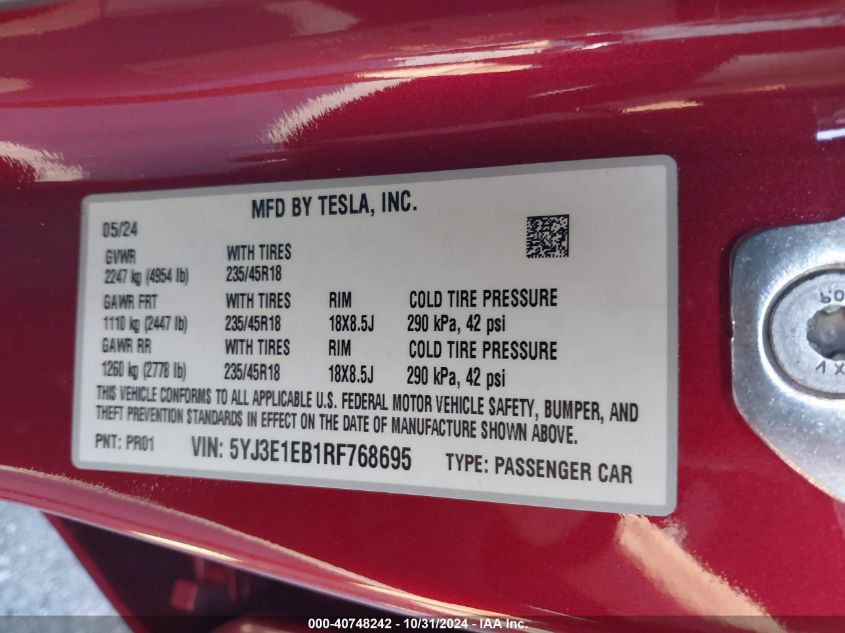 MFD BY TESLA, INC.
05/24
GVWR WITH TIRES
2247 kg (4954 lb) 235/45R18
GAWR FRT WITH TIRES RIM COLD TIRE PRESSURE
1110 kg (2447 lb) 235/45R18 18X8.5J 290 kPa, 42 psi
GAWR RR WITH TIRES RIM COLD TIRE PRESSURE
1260 kg (2778 lb) 235/45R18 18X8.5J 290 kPa, 42 psi
THIS VEHICLE CONFORMS TO ALL APPLICABLE U.S. FEDERAL MOTOR VEHICLE SAFETY, BUMPER, AND
THEFT PREVENTION STANDARDS IN EFFECT ON THE DATE OF MANUFACTURE SHOWN ABOVE.
PNT: PR01 VIN: 5YJ3E1EB1RF768695 TYPE: PASSENGER CAR
000-40748242 - 10/31/2024 - IAA Inc.